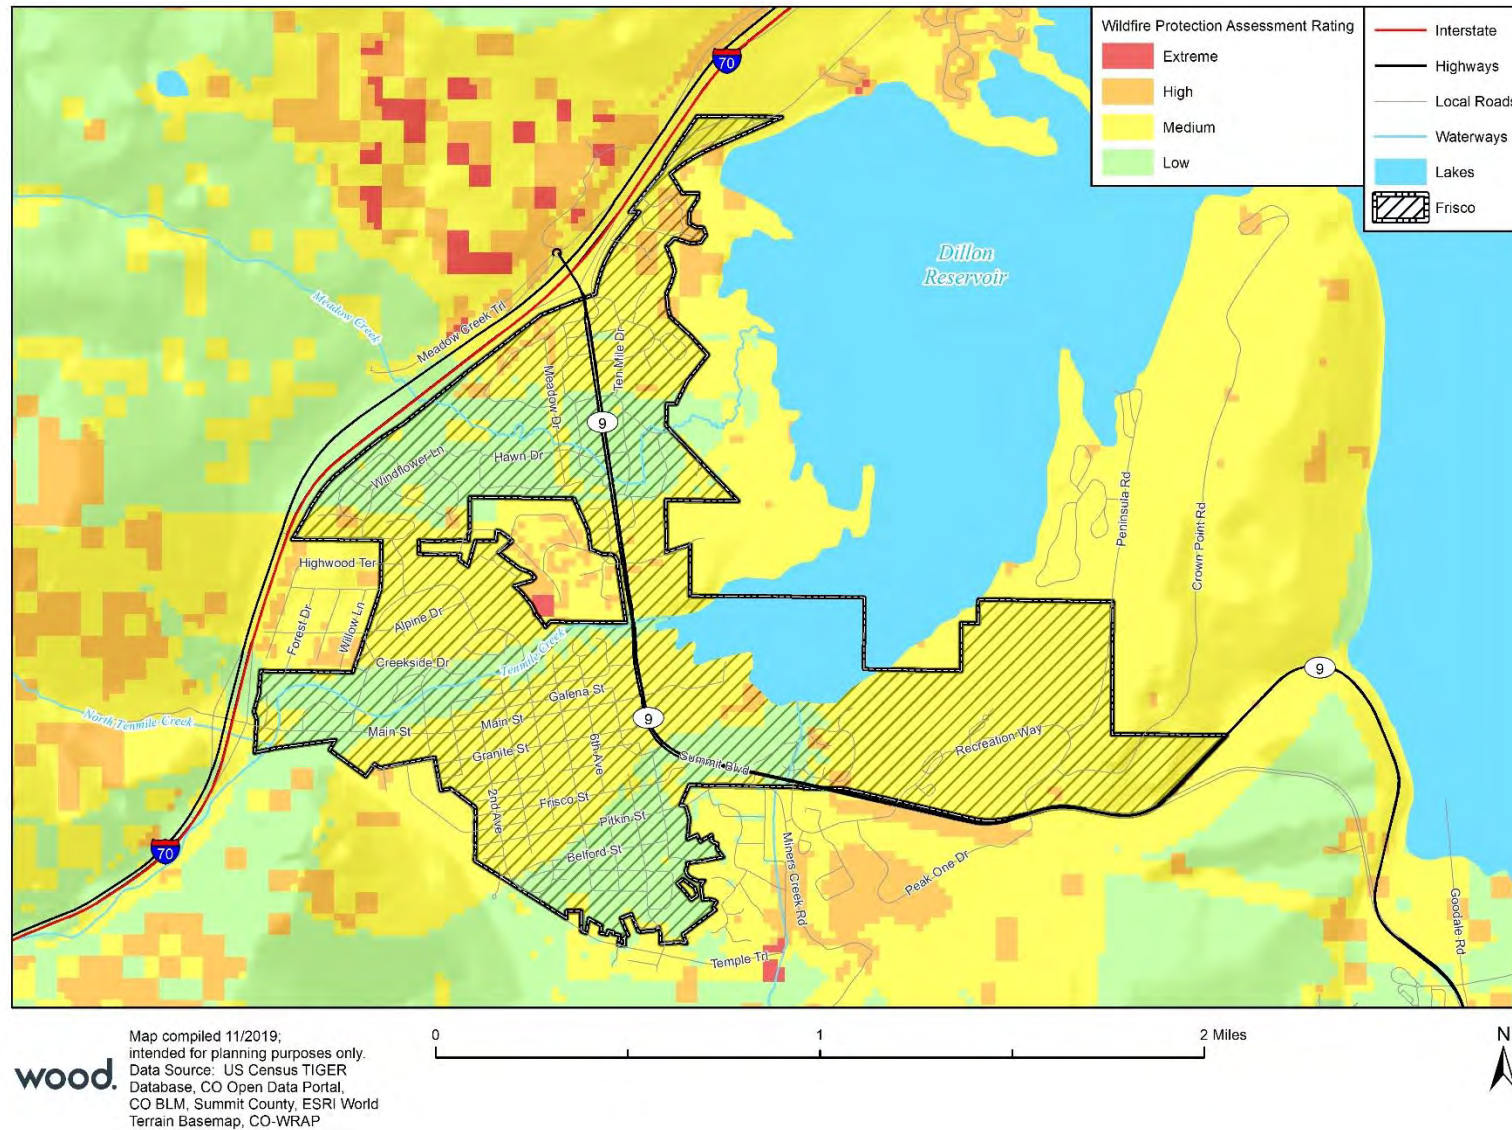 Wildfire Protection Assessment Rating
Extreme
High
Medium
Low
Interstate
Highways
Local Roads
Waterways
Lakes
Frisco
70
Dillon
Reservoir
Meadow Creek
Meadow Creek Trl
Ten Mile Dr
Meadow Dr
9
Windflower Ln
Hawn Dr
Peninsula Rd
Crown Point Rd
Highwood Ter
Forest Dr
Willow Ln
Alpine Dr
Creekside Dr
Tenmile Creek
9
Galena St
North Tenmile Creek
Main St
Main St
9
Granite St
6th Ave
Recreation Way
Summit Blvd
2nd Ave
Frisco St
Pitkin St
Belford St
70
Miners Creek Rd
Peak One Dr
Goodale Rd
Temple Trl
wood.
Map compiled 11/2019;
intended for planning purposes only.
Data Source: US Census TIGER
Database, CO Open Data Portal,
CO BLM, Summit County, ESRI World
Terrain Basemap, CO-WRAP
0
1
2 Miles
N